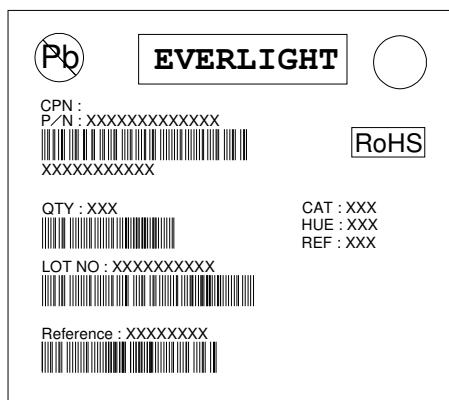 Pb
EVERLIGHT
CPN :
P/N : XXXXXXXXXXXXX
RoHS
XXXXXXXXXXX
QTY : XXX
CAT : XXX
HUE : XXX
REF : XXX
LOT NO : XXXXXXXXXX
Reference : XXXXXXXX